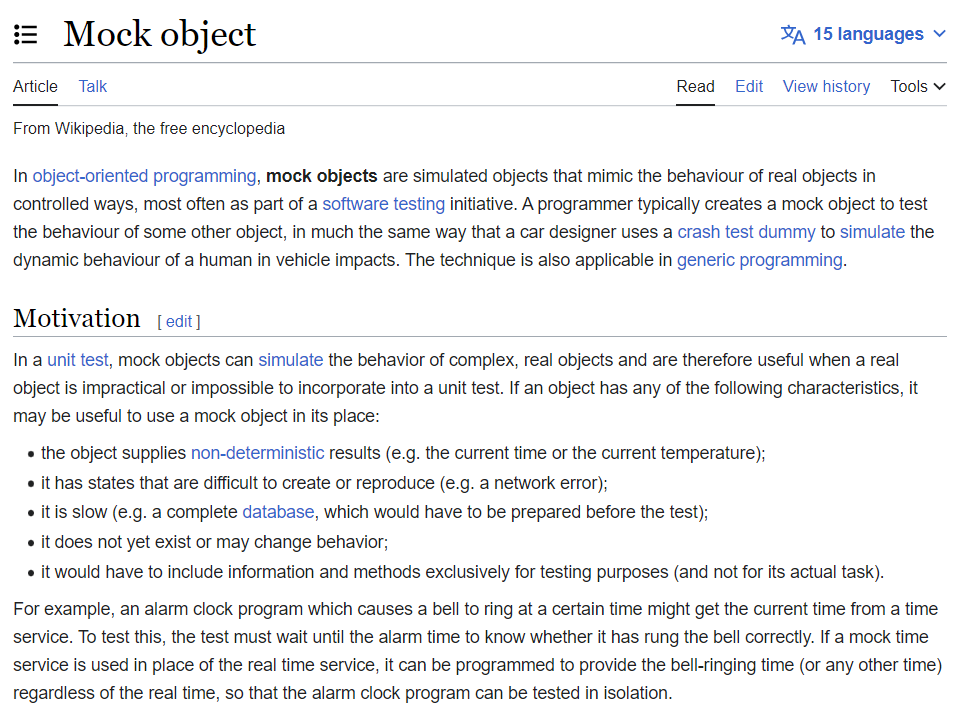 Mock object
15 languages
Article Talk Read Edit View history Tools
From Wikipedia, the free encyclopedia
In object-oriented programming, mock objects are simulated objects that mimic the behaviour of real objects in
controlled ways, most often as part of a software testing initiative. A programmer typically creates a mock object to test
the behaviour of some other object, in much the same way that a car designer uses a crash test dummy to simulate the
dynamic behaviour of a human in vehicle impacts. The technique is also applicable in generic programming.
Motivation [ edit ]
In a unit test, mock objects can simulate the behavior of complex, real objects and are therefore useful when a real
object is impractical or impossible to incorporate into a unit test. If an object has any of the following characteristics, it
may be useful to use a mock object in its place:
• the object supplies non-deterministic results (e.g. the current time or the current temperature);
• it has states that are difficult to create or reproduce (e.g. a network error);
• it is slow (e.g. a complete database, which would have to be prepared before the test);
• it does not yet exist or may change behavior;
• it would have to include information and methods exclusively for testing purposes (and not for its actual task).
For example, an alarm clock program which causes a bell to ring at a certain time might get the current time from a time
service. To test this, the test must wait until the alarm time to know whether it has rung the bell correctly. If a mock time
service is used in place of the real time service, it can be programmed to provide the bell-ringing time (or any other time)
regardless of the real time, so that the alarm clock program can be tested in isolation.